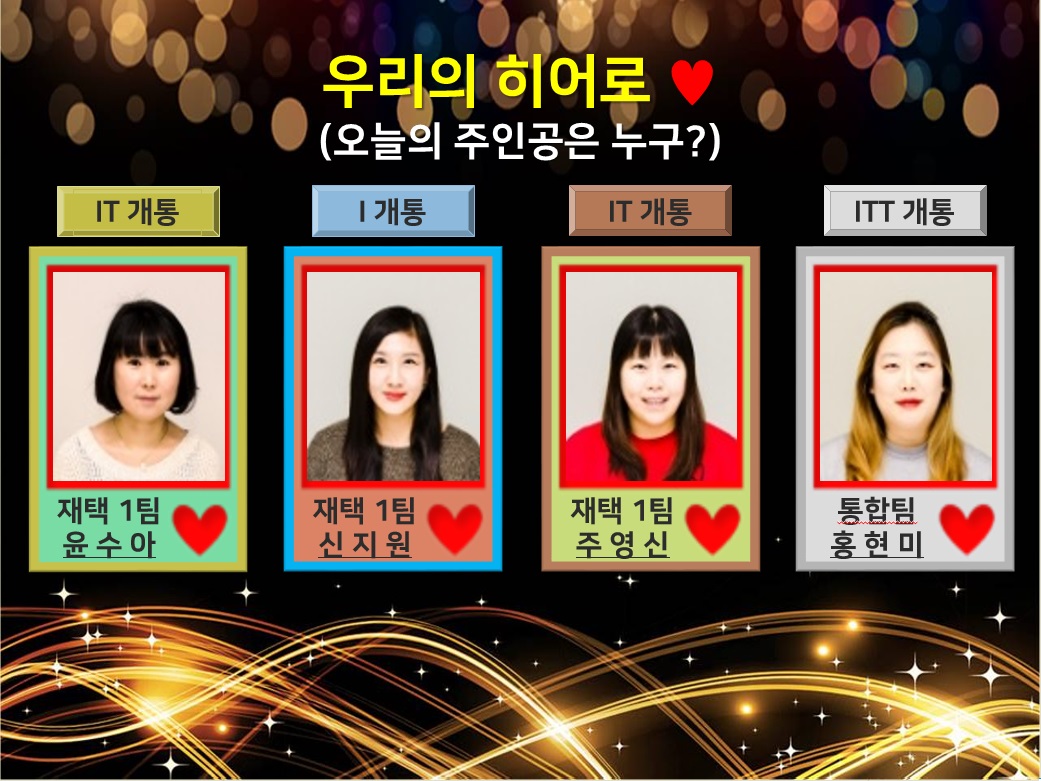 우리의 히어로 ♥
(오늘의 주인공은 누구?)
IT 개통
I 개통
IT 개통
ITT 개통
재택 1팀
윤 수 아
재택 1팀
신 지 원
재택 1팀
주 영 신
통합팀
홍 현 미